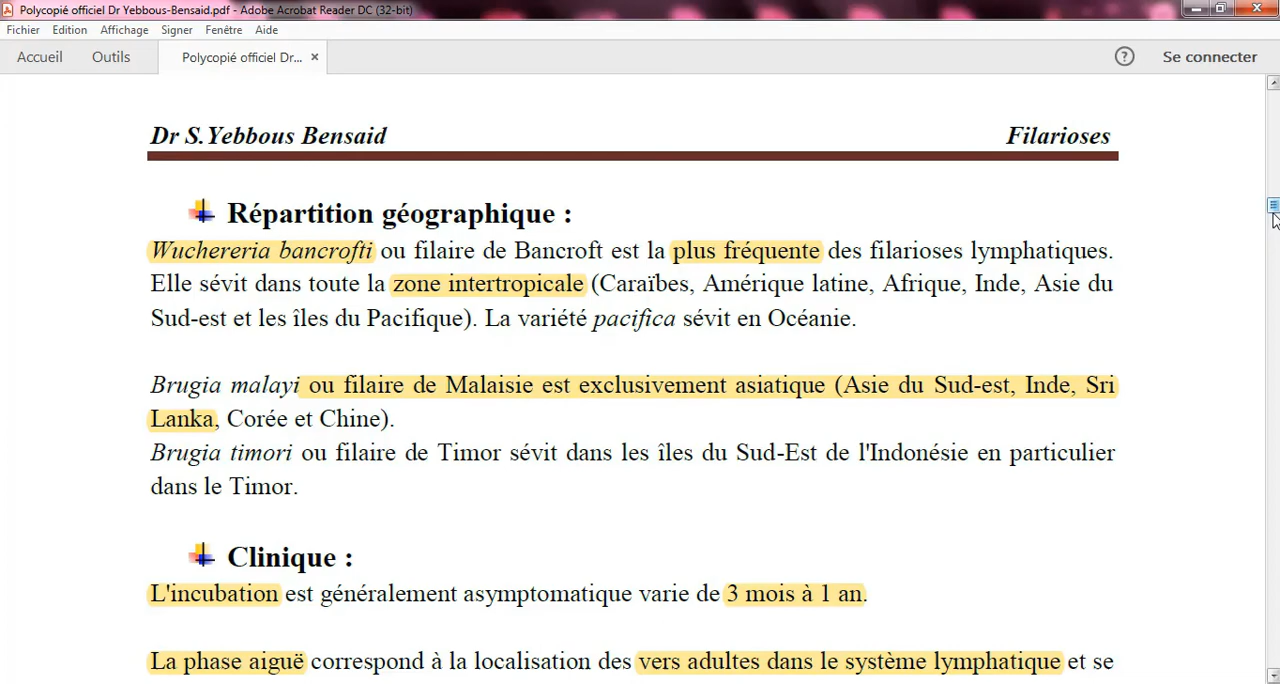 Polycopié officiel Dr Yebbous-Bensaid.pdf - Adobe Acrobat Reader DC (32-bit)
Fichier Edition Affichage Signer Fenêtre Aide
Accueil Outils Polycopié officiel Dr... × ? Se connecter
Dr S.Yebbous Bensaid Filarioses
Répartition géographique :
Wuchereria bancrofti ou filaire de Bancroft est la plus fréquente des filarioses lymphatiques.
Elle sévit dans toute la zone intertropicale (Caraïbes, Amérique latine, Afrique, Inde, Asie du
Sud-est et les îles du Pacifique). La variété pacifica sévit en Océanie.
Brugia malayi ou filaire de Malaisie est exclusivement asiatique (Asie du Sud-est, Inde, Sri
Lanka, Corée et Chine).
Brugia timori ou filaire de Timor sévit dans les îles du Sud-Est de l'Indonésie en particulier
dans le Timor.
Clinique :
L'incubation est généralement asymptomatique varie de 3 mois à 1 an.
La phase aiguë correspond à la localisation des vers adultes dans le système lymphatique et se